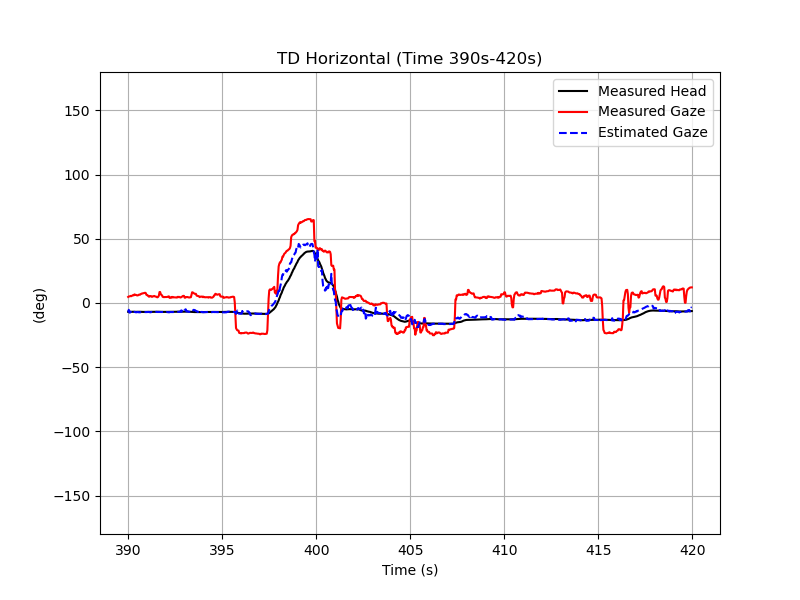 TD Horizontal (Time 390s-420s)
Measured Head
Measured Gaze
Estimated Gaze
150
100
50
0
−50
−100
−150
(deg)
390
395
400
405
410
415
420
Time (s)